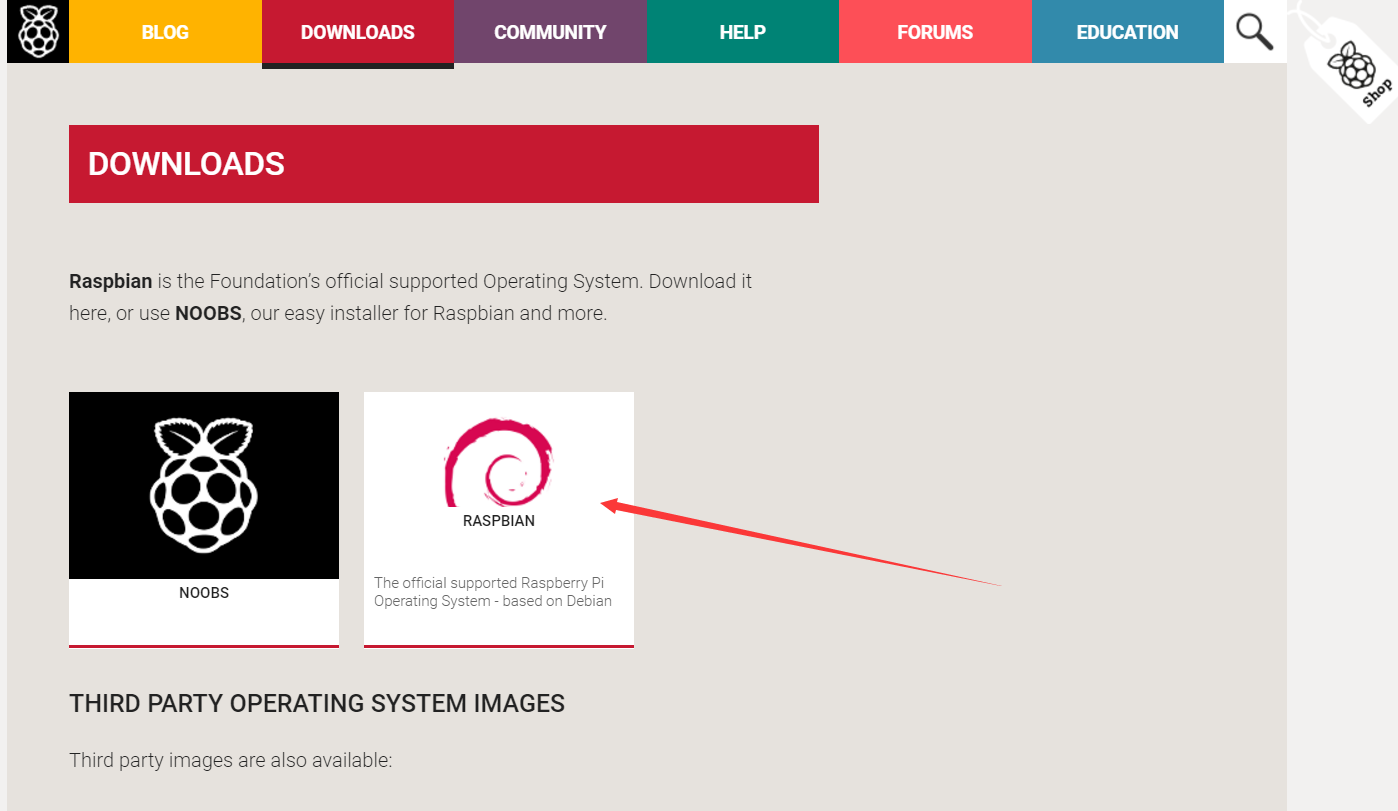 BLOG
DOWNLOADS
COMMUNITY
HELP
FORUMS
EDUCATION
Shop
DOWNLOADS
Raspbian is the Foundation’s official supported Operating System. Download it
here, or use NOOBS, our easy installer for Raspbian and more.
NOOBS
RASPBIAN
The official supported Raspberry Pi
Operating System - based on Debian
THIRD PARTY OPERATING SYSTEM IMAGES
Third party images are also available: